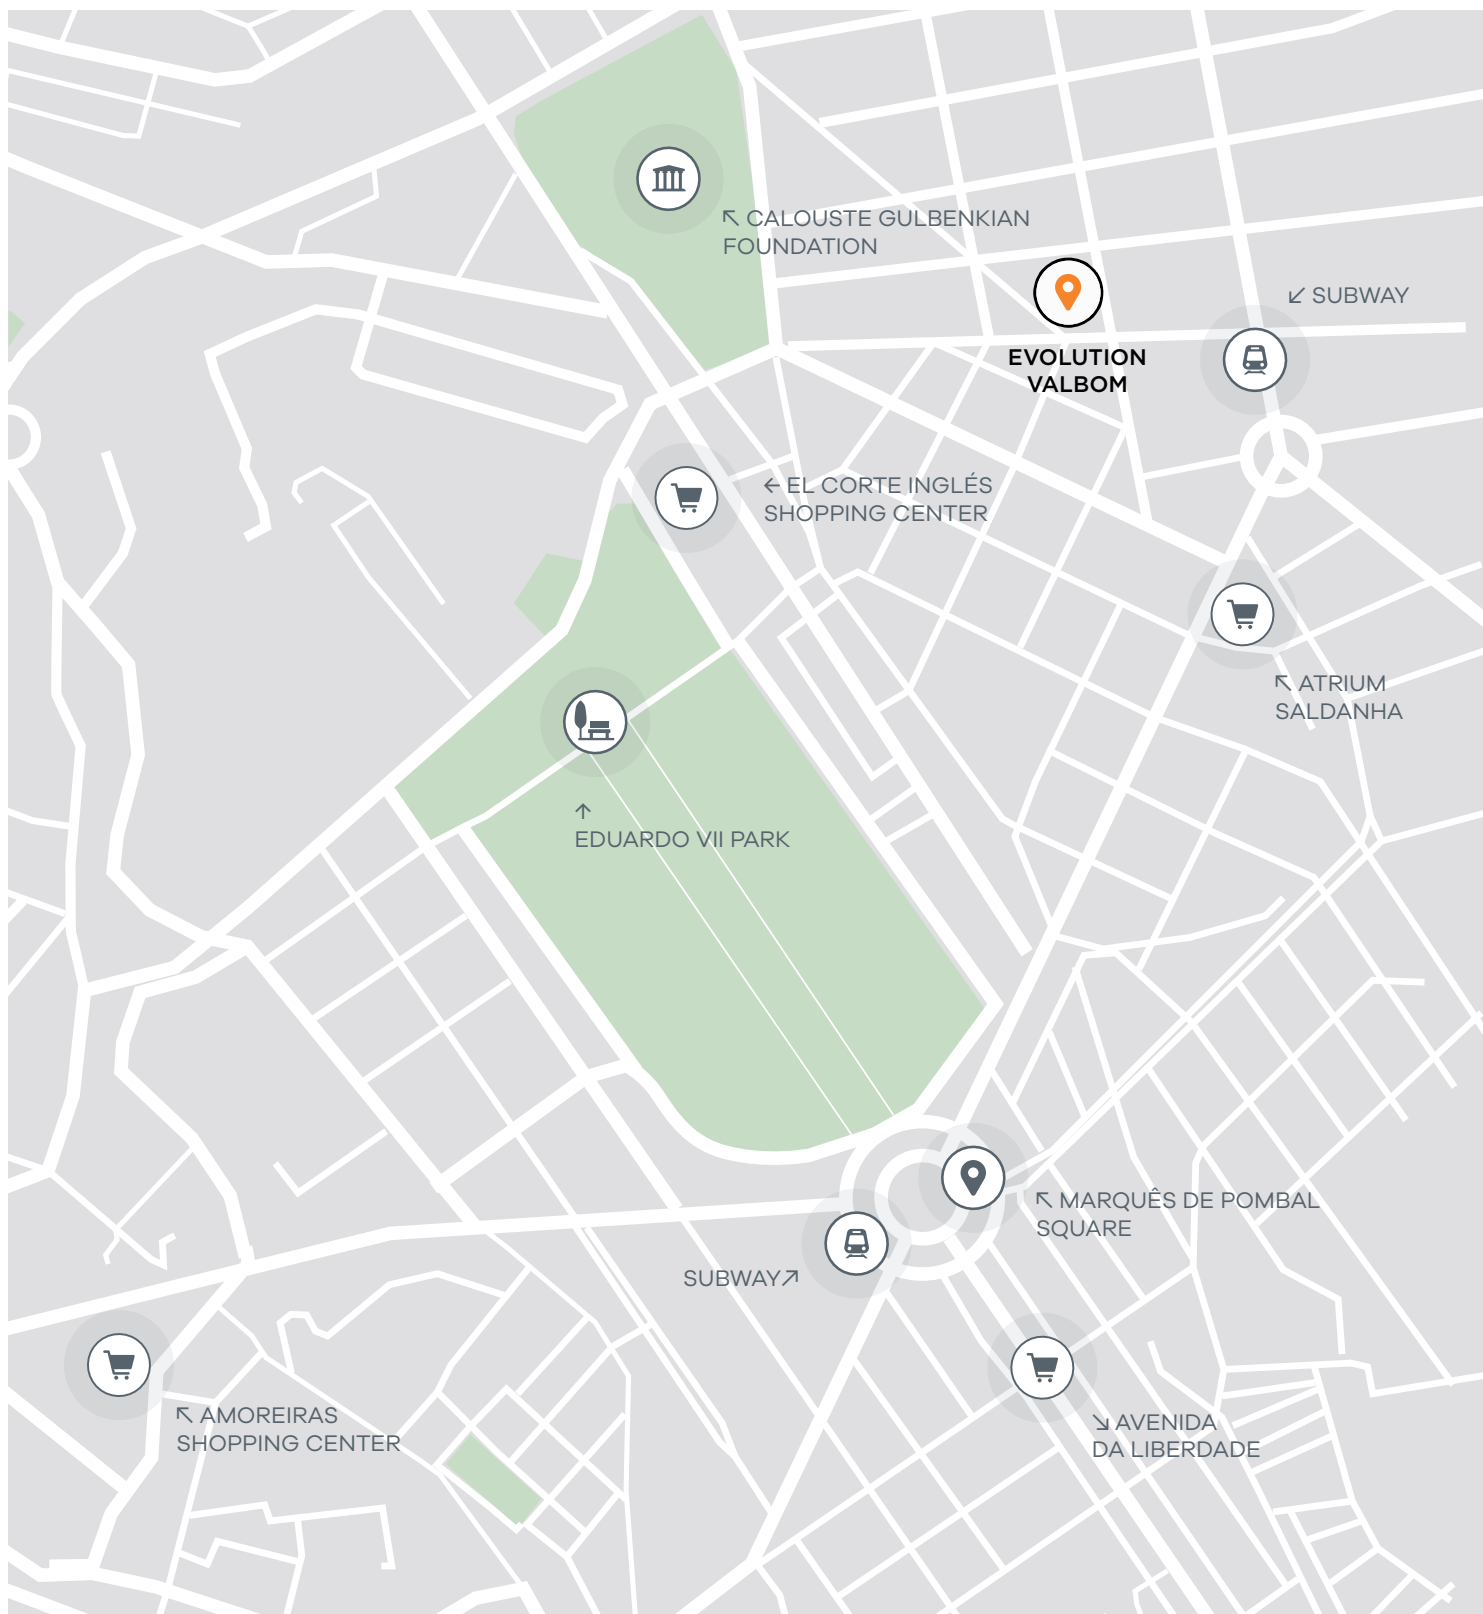 ↖ CALOUSTE GULBENKIAN
FOUNDATION
↙ SUBWAY
EVOLUTION
VALBOM
← EL CORTE INGLÉS
SHOPPING CENTER
↖ ATRIUM
SALDANHA
↑
EDUARDO VII PARK
↖ MARQUÊS DE POMBAL
SQUARE
SUBWAY↗
↖ AMOREIRAS
SHOPPING CENTER
↘ AVENIDA
DA LIBERDADE